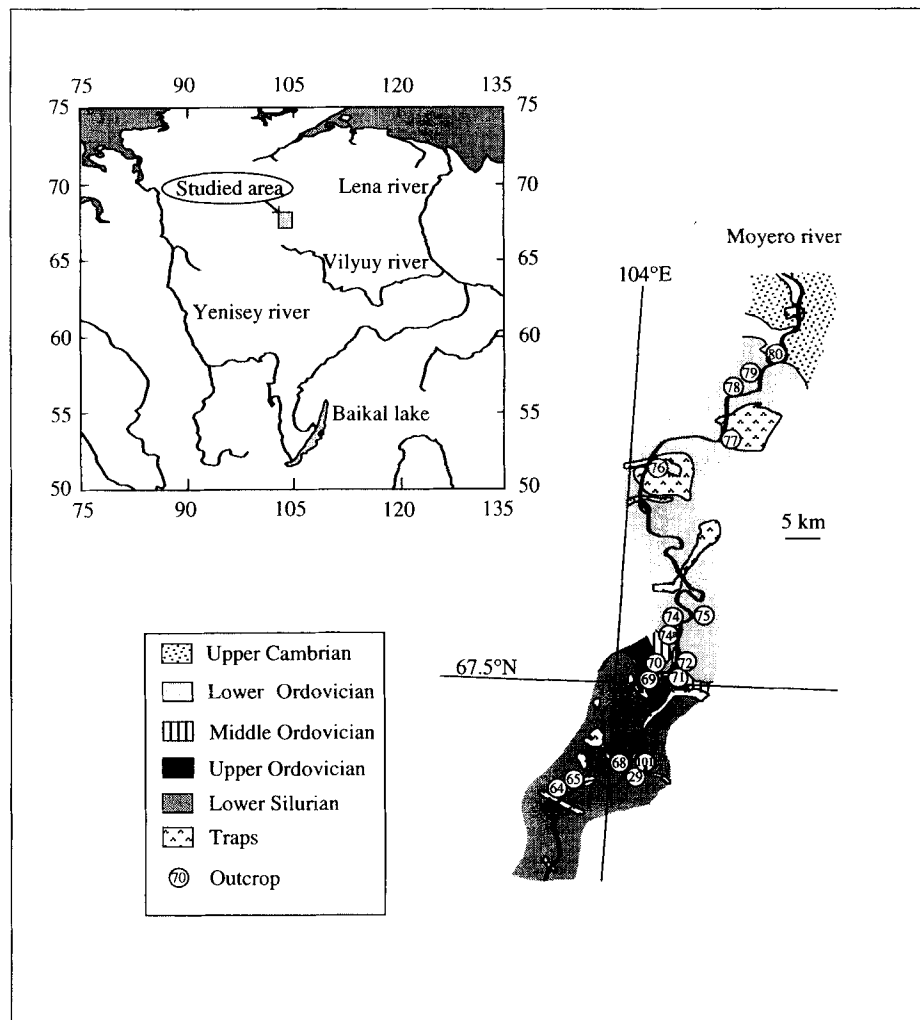 75 90 105 120 135
75 75
70 70
65 65
60 60
55 55
50 50
75 90 105 120 135
Studied area
Lena river
Vilyuy river
Yenisey river
Baikal lake
Moyero river
104°E
80
79
78
77
76
5 km
74 75
74
70 72
67.5°N
69 71
68 101
65 29
64
Upper Cambrian
Lower Ordovician
Middle Ordovician
Upper Ordovician
Lower Silurian
Traps
70 Outcrop